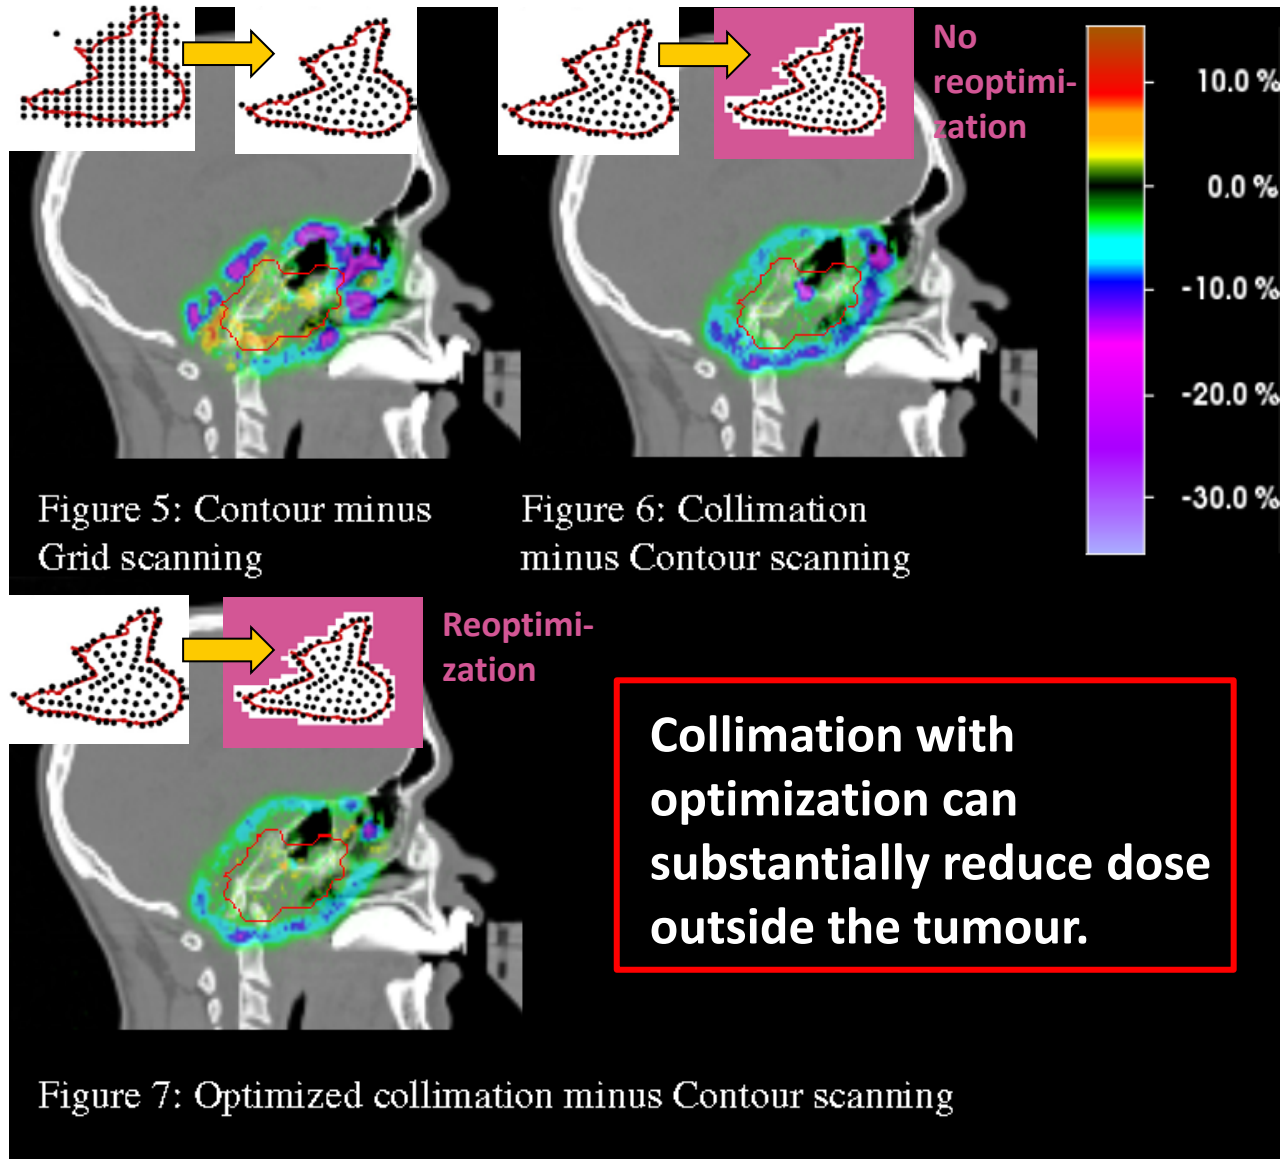 No
reoptimi-
zation
10.0 %
0.0 %
-10.0 %
-20.0 %
-30.0 %
Figure 5: Contour minus
Grid scanning
Figure 6: Collimation
minus Contour scanning
Reoptimi-
zation
Collimation with
optimization can
substantially reduce dose
outside the tumour.
Figure 7: Optimized collimation minus Contour scanning